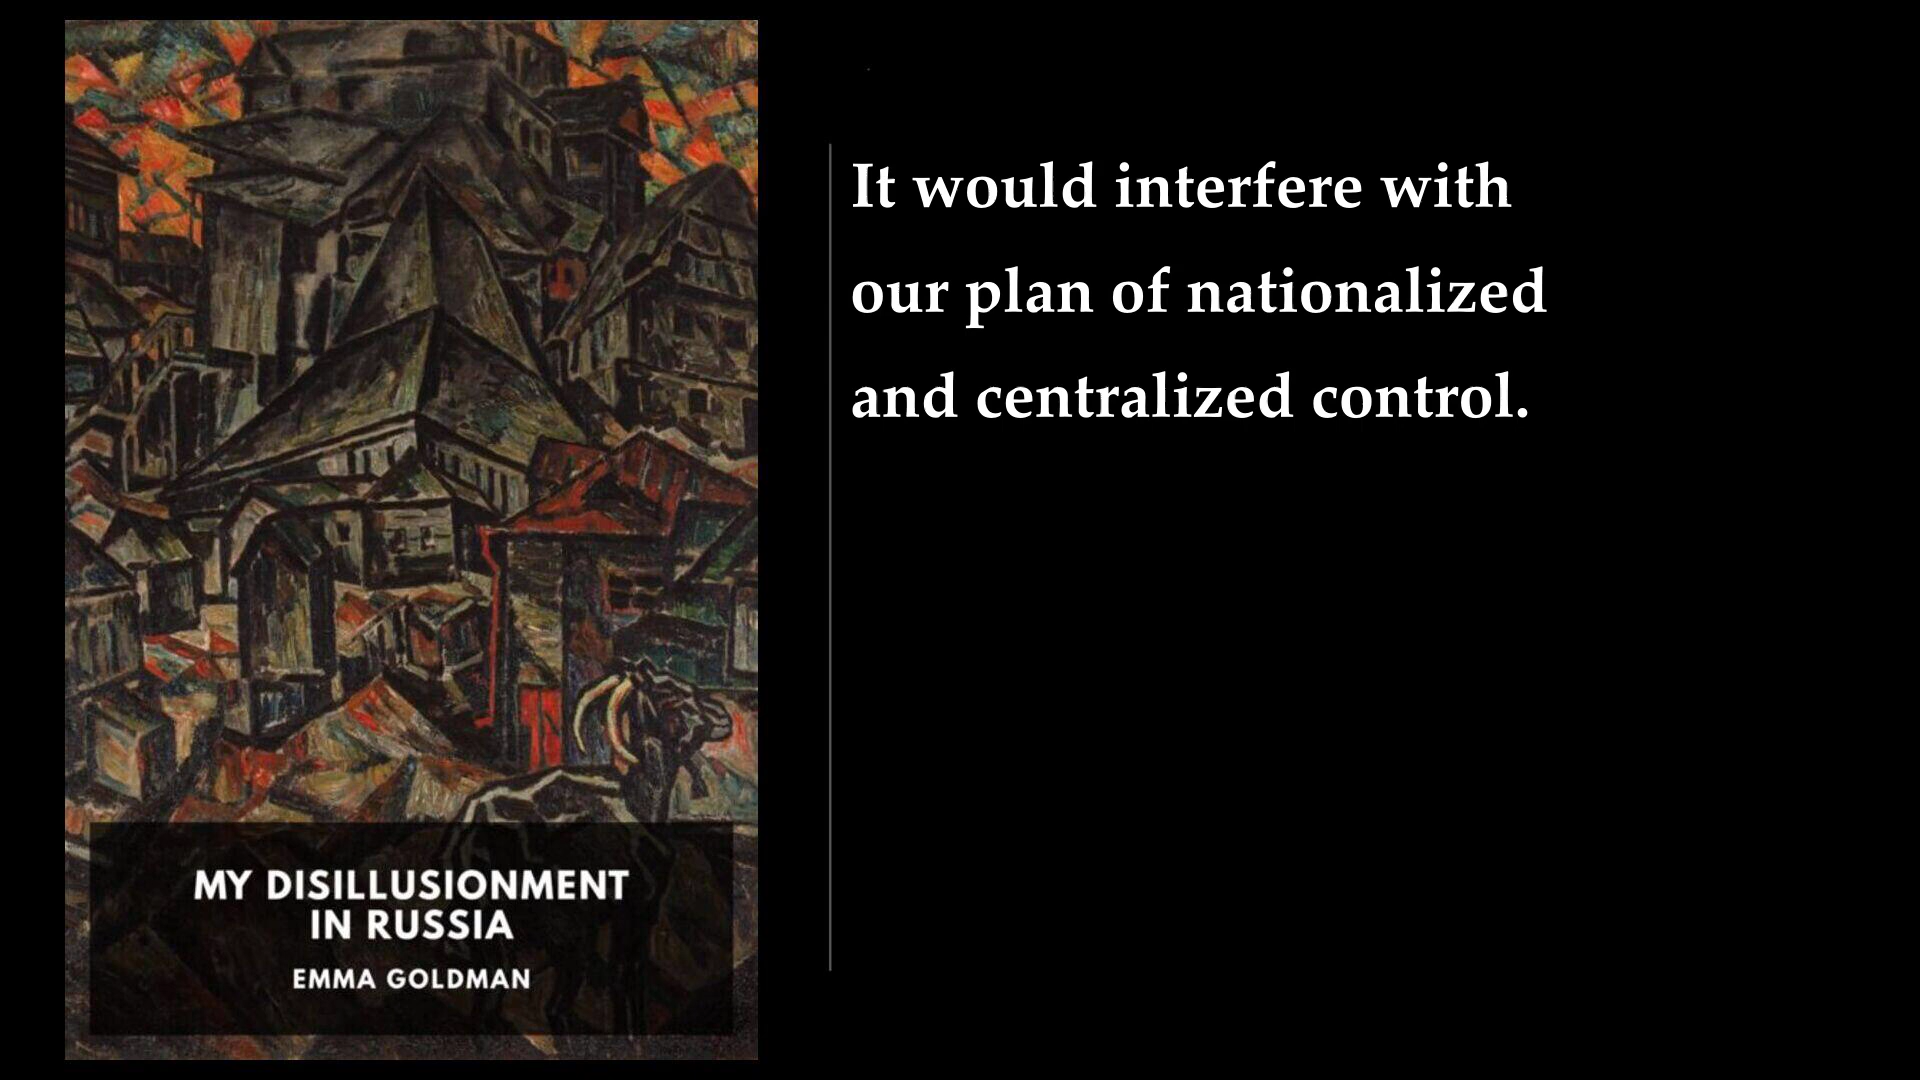 It would interfere with
our plan of nationalized
and centralized control.
MY DISILLUSIONMENT
IN RUSSIA
EMMA GOLDMAN